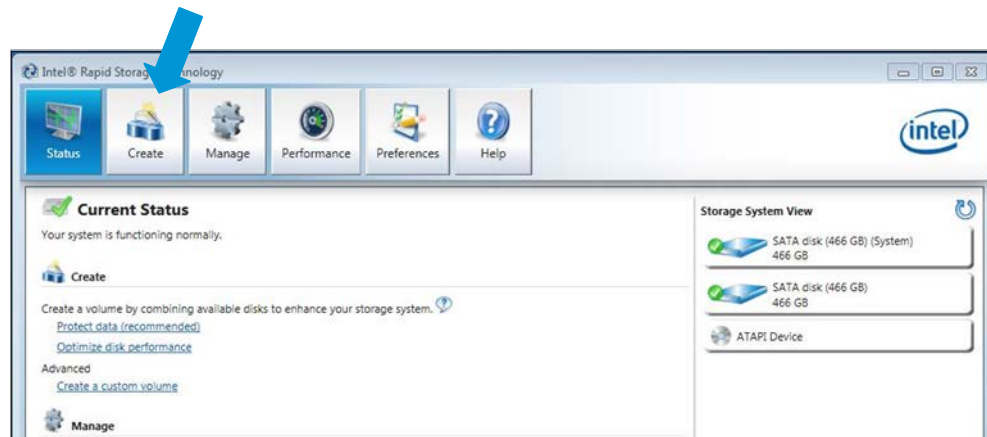 Intel® Rapid Storage Technology
Status Create Manage Performance Preferences Help
intel
Current Status
Your system is functioning normally.
Create
Create a volume by combining available disks to enhance your storage system.
Protect data (recommended)
Optimize disk performance
Advanced
Create a custom volume
Manage
Storage System View
SATA disk (466 GB) (System)
466 GB
SATA disk (466 GB)
466 GB
ATAPI Device